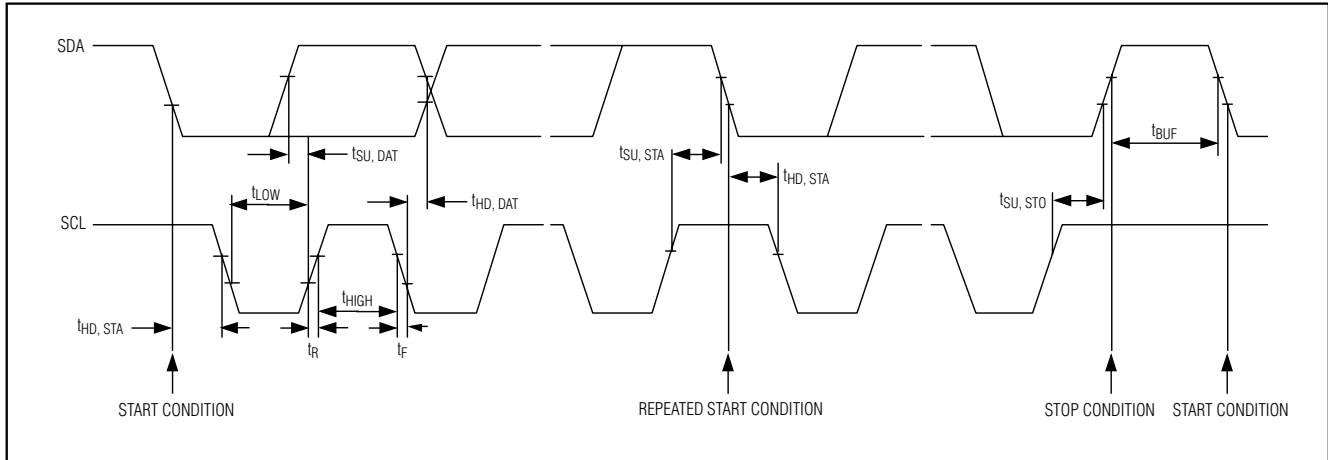 SDA
tSU, DAT
tSU, STA
tBUF
tHD, STA
tLOW
tHD, DAT
tSU, STO
SCL
tHIGH
tHD, STA
tR
tF
START CONDITION
REPEATED START CONDITION
STOP CONDITION
START CONDITION